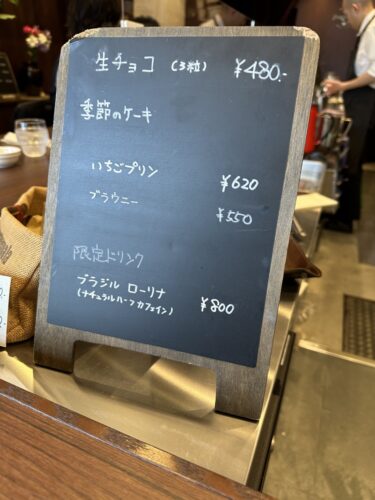 生チョコ (3粒) ¥480.-
季節のケーキ
いちごプリン ¥620
ブラウニー ¥550
限定ドリンク
ブラジル ローリナ
(ナチュラルハーフカフェイン) ¥800